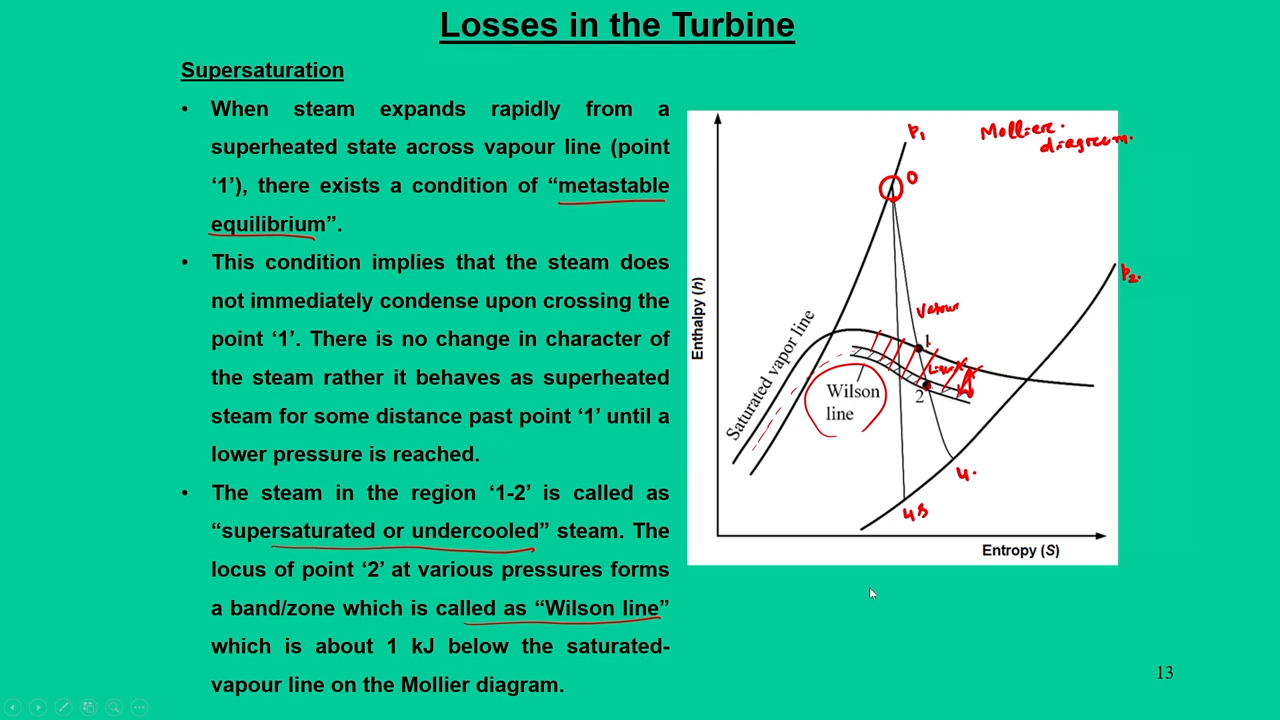 Losses in the Turbine
Supersaturation
• When steam expands rapidly from a
superheated state across vapour line (point
‘1’), there exists a condition of “metastable
equilibrium”.
• This condition implies that the steam does
not immediately condense upon crossing the
point ‘1’. There is no change in character of
the steam rather it behaves as superheated
steam for some distance past point ‘1’ until a
lower pressure is reached.
• The steam in the region ‘1-2’ is called as
“supersaturated or undercooled” steam. The
locus of point ‘2’ at various pressures forms
a band/zone which is called as “Wilson line”
which is about 1 kJ below the saturated-
vapour line on the Mollier diagram.
P1
Mollier
diagream.
0
P2.
Enthalpy (h)
Saturated vapor line
1
Wilson
line
2
4.
4s
Entropy (S)
13